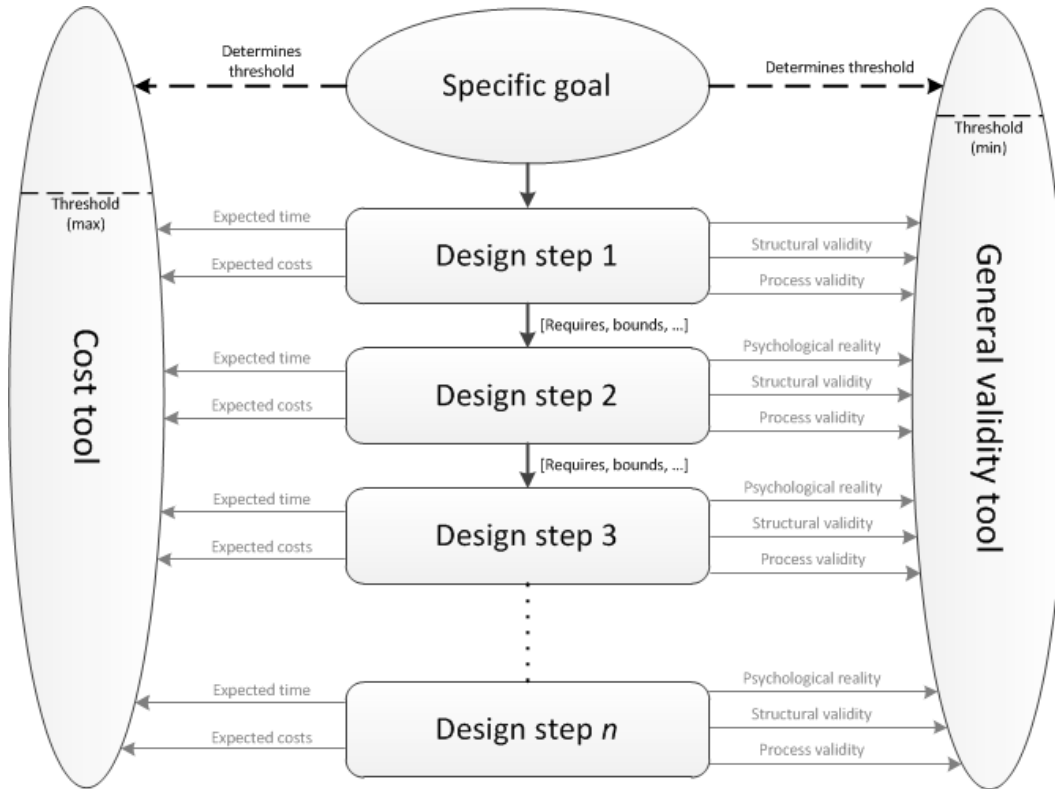 Determines
threshold
Specific goal
Determines threshold
Threshold
(min)
Threshold
(max)
Expected time
Expected costs
Design step 1
Structural validity
Process validity
[Requires, bounds, ...]
Expected time
Expected costs
Design step 2
Psychological reality
Structural validity
Process validity
[Requires, bounds, ...]
Expected time
Expected costs
Design step 3
Psychological reality
Structural validity
Process validity
Expected time
Expected costs
Design step n
Psychological reality
Structural validity
Process validity
Cost tool
General validity tool